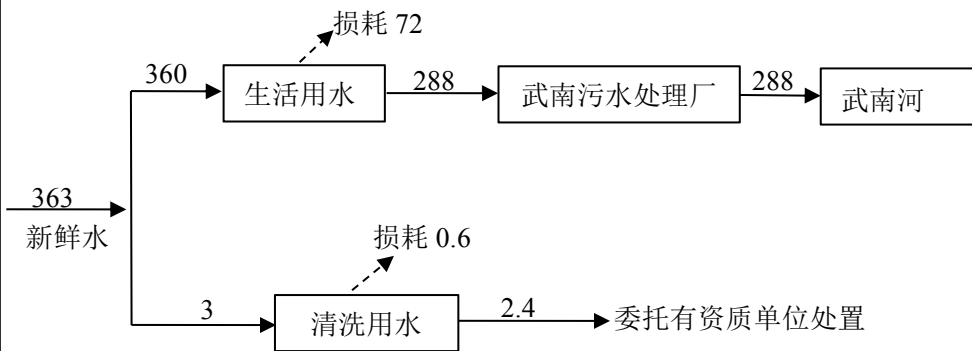 损耗 72
360
生活用水
288
武南污水处理厂
288
武南河
363
新鲜水
损耗 0.6
3
清洗用水
2.4
委托有资质单位处置